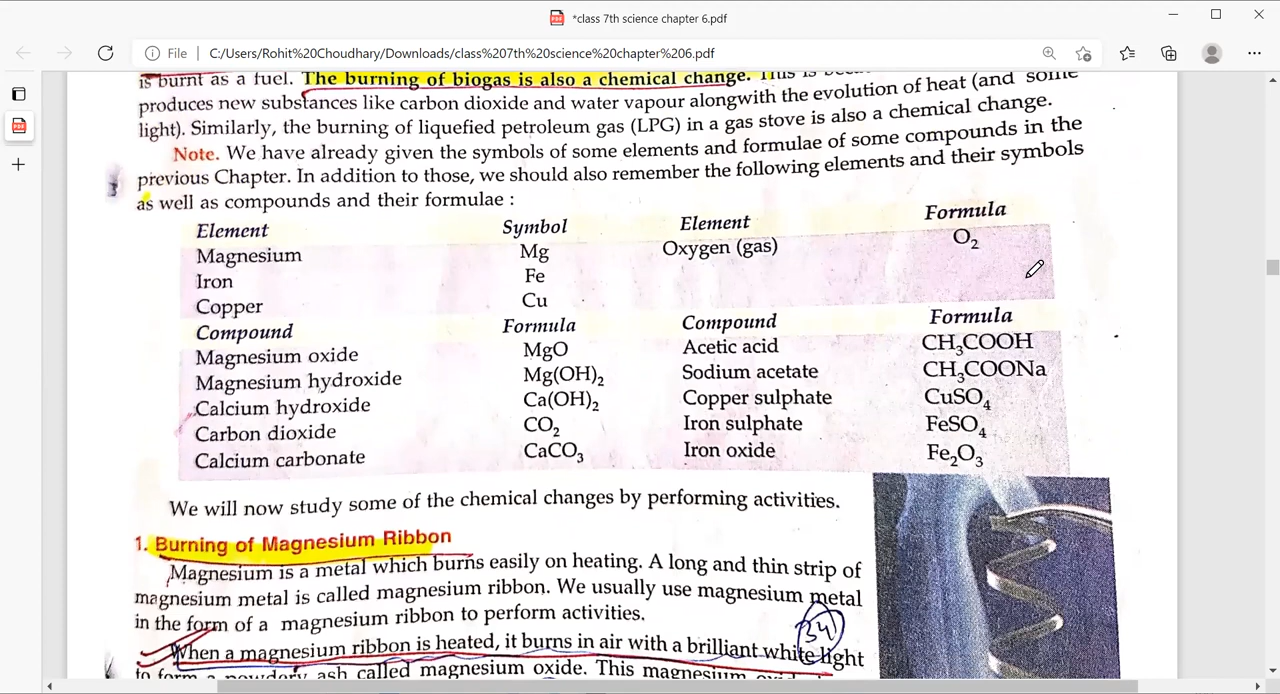 *class 7th science chapter 6.pdf
File | C:/Users/Rohit%20Choudhary/Downloads/class%207th%20science%20chapter%206.pdf
is burnt as a fuel. The burning of biogas is also a chemical change. This is
produces new substances like carbon dioxide and water vapour alongwith the evolution of heat (and some
light). Similarly, the burning of liquefied petroleum gas (LPG) in a gas stove is also a chemical change.
Note. We have already given the symbols of some elements and formulae of some compounds in the
previous Chapter. In addition to those, we should also remember the following elements and their symbols
as well as compounds and their formulae :
Element Symbol Element Formula
Magnesium Mg Oxygen (gas) O₂
Iron Fe
Copper Cu
Compound Formula Compound Formula
Magnesium oxide MgO Acetic acid CH₃COOH
Magnesium hydroxide Mg(OH)₂ Sodium acetate CH₃COONa
Calcium hydroxide Ca(OH)₂ Copper sulphate CuSO₄
Carbon dioxide CO₂ Iron sulphate FeSO₄
Calcium carbonate CaCO₃ Iron oxide Fe₂O₃
We will now study some of the chemical changes by performing activities.
1. Burning of Magnesium Ribbon
Magnesium is a metal which burns easily on heating. A long and thin strip of
magnesium metal is called magnesium ribbon. We usually use magnesium metal
in the form of a magnesium ribbon to perform activities.
34
When a magnesium ribbon is heated, it burns in air with a brilliant white light
to form a powdery ash called magnesium oxide. This magnesium